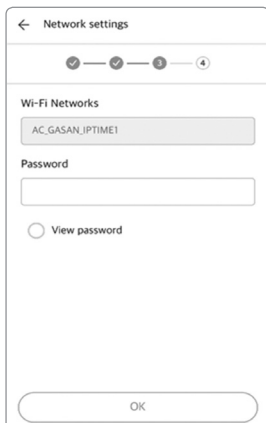 ← Network settings
3 4
Wi-Fi Networks
AC_GASAN_IPTIME1
Password
View password
OK